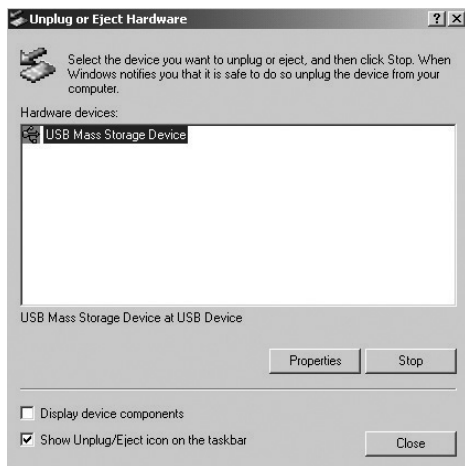 Unplug or Eject Hardware
Select the device you want to unplug or eject, and then click Stop. When
Windows notifies you that it is safe to do so unplug the device from your
computer.
Hardware devices:
USB Mass Storage Device
USB Mass Storage Device at USB Device
Properties Stop
Display device components
Show Unplug/Eject icon on the taskbar
Close